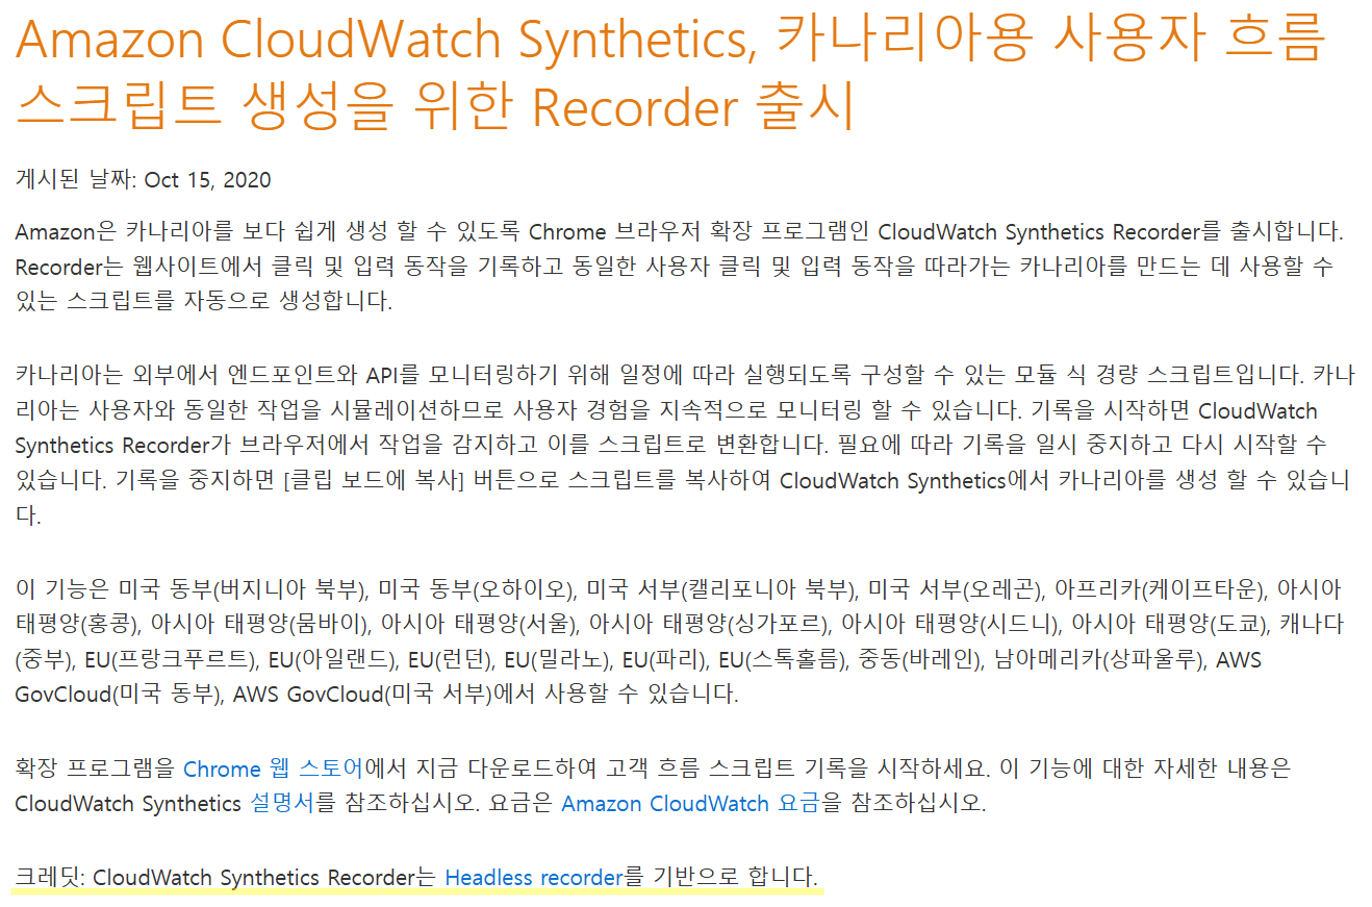 Amazon CloudWatch Synthetics, 카나리아용 사용자 흐름
스크립트 생성을 위한 Recorder 출시
게시된 날짜: Oct 15, 2020
Amazon은 카나리아를 보다 쉽게 생성 할 수 있도록 Chrome 브라우저 확장 프로그램인 CloudWatch Synthetics Recorder를 출시합니다.
Recorder는 웹사이트에서 클릭 및 입력 동작을 기록하고 동일한 사용자 클릭 및 입력 동작을 따라가는 카나리아를 만드는 데 사용할 수
있는 스크립트를 자동으로 생성합니다.
카나리아는 외부에서 엔드포인트와 API를 모니터링하기 위해 일정에 따라 실행되도록 구성할 수 있는 모듈 식 경량 스크립트입니다. 카나
리아는 사용자와 동일한 작업을 시뮬레이션하므로 사용자 경험을 지속적으로 모니터링 할 수 있습니다. 기록을 시작하면 CloudWatch
Synthetics Recorder가 브라우저에서 작업을 감지하고 이를 스크립트로 변환합니다. 필요에 따라 기록을 일시 중지하고 다시 시작할 수
있습니다. 기록을 중지하면 [클립 보드에 복사] 버튼으로 스크립트를 복사하여 CloudWatch Synthetics에서 카나리아를 생성 할 수 있습니
다.
이 기능은 미국 동부(버지니아 북부), 미국 동부(오하이오), 미국 서부(캘리포니아 북부), 미국 서부(오레곤), 아프리카(케이프타운), 아시아
태평양(홍콩), 아시아 태평양(뭄바이), 아시아 태평양(서울), 아시아 태평양(싱가포르), 아시아 태평양(시드니), 아시아 태평양(도쿄), 캐나다
(중부), EU(프랑크푸르트), EU(아일랜드), EU(런던), EU(밀라노), EU(파리), EU(스톡홀름), 중동(바레인), 남아메리카(상파울루), AWS
GovCloud(미국 동부), AWS GovCloud(미국 서부)에서 사용할 수 있습니다.
확장 프로그램을 Chrome 웹 스토어에서 지금 다운로드하여 고객 흐름 스크립트 기록을 시작하세요. 이 기능에 대한 자세한 내용은
CloudWatch Synthetics 설명서를 참조하십시오. 요금은 Amazon CloudWatch 요금을 참조하십시오.
크레딧: CloudWatch Synthetics Recorder는 Headless recorder를 기반으로 합니다.